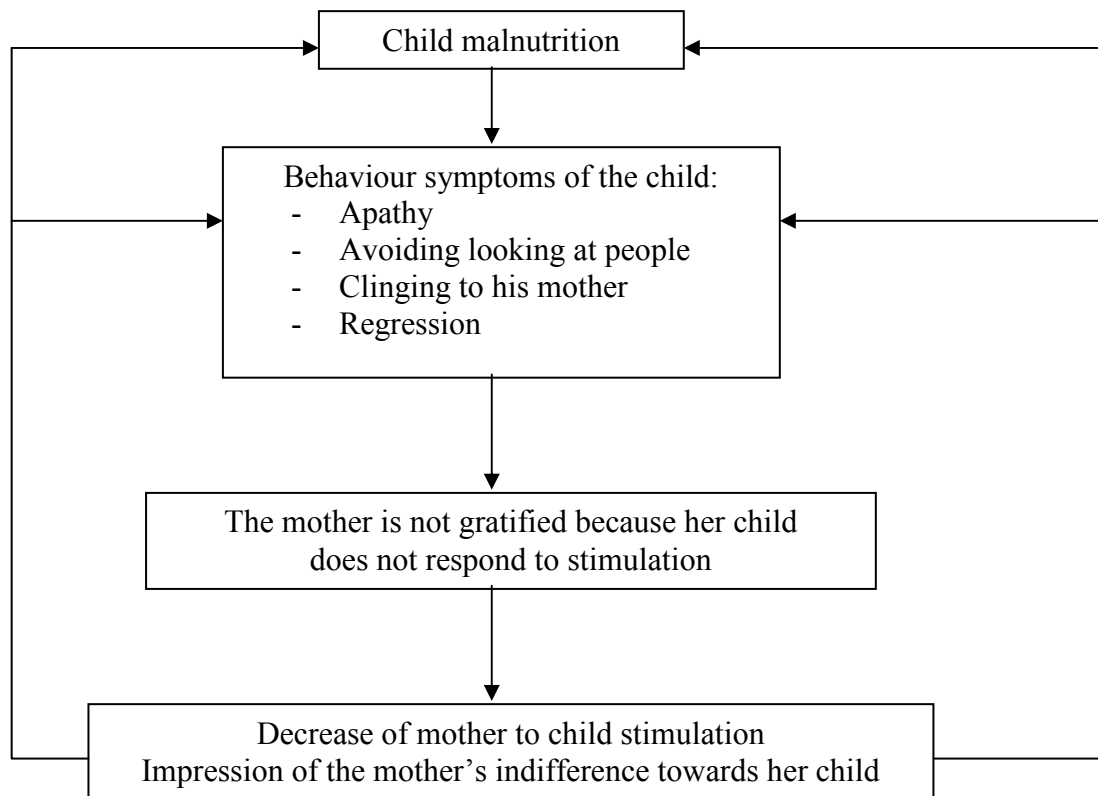 Child malnutrition
Behaviour symptoms of the child:
- Apathy
- Avoiding looking at people
- Clinging to his mother
- Regression
The mother is not gratified because her child
does not respond to stimulation
Decrease of mother to child stimulation
Impression of the mother’s indifference towards her child